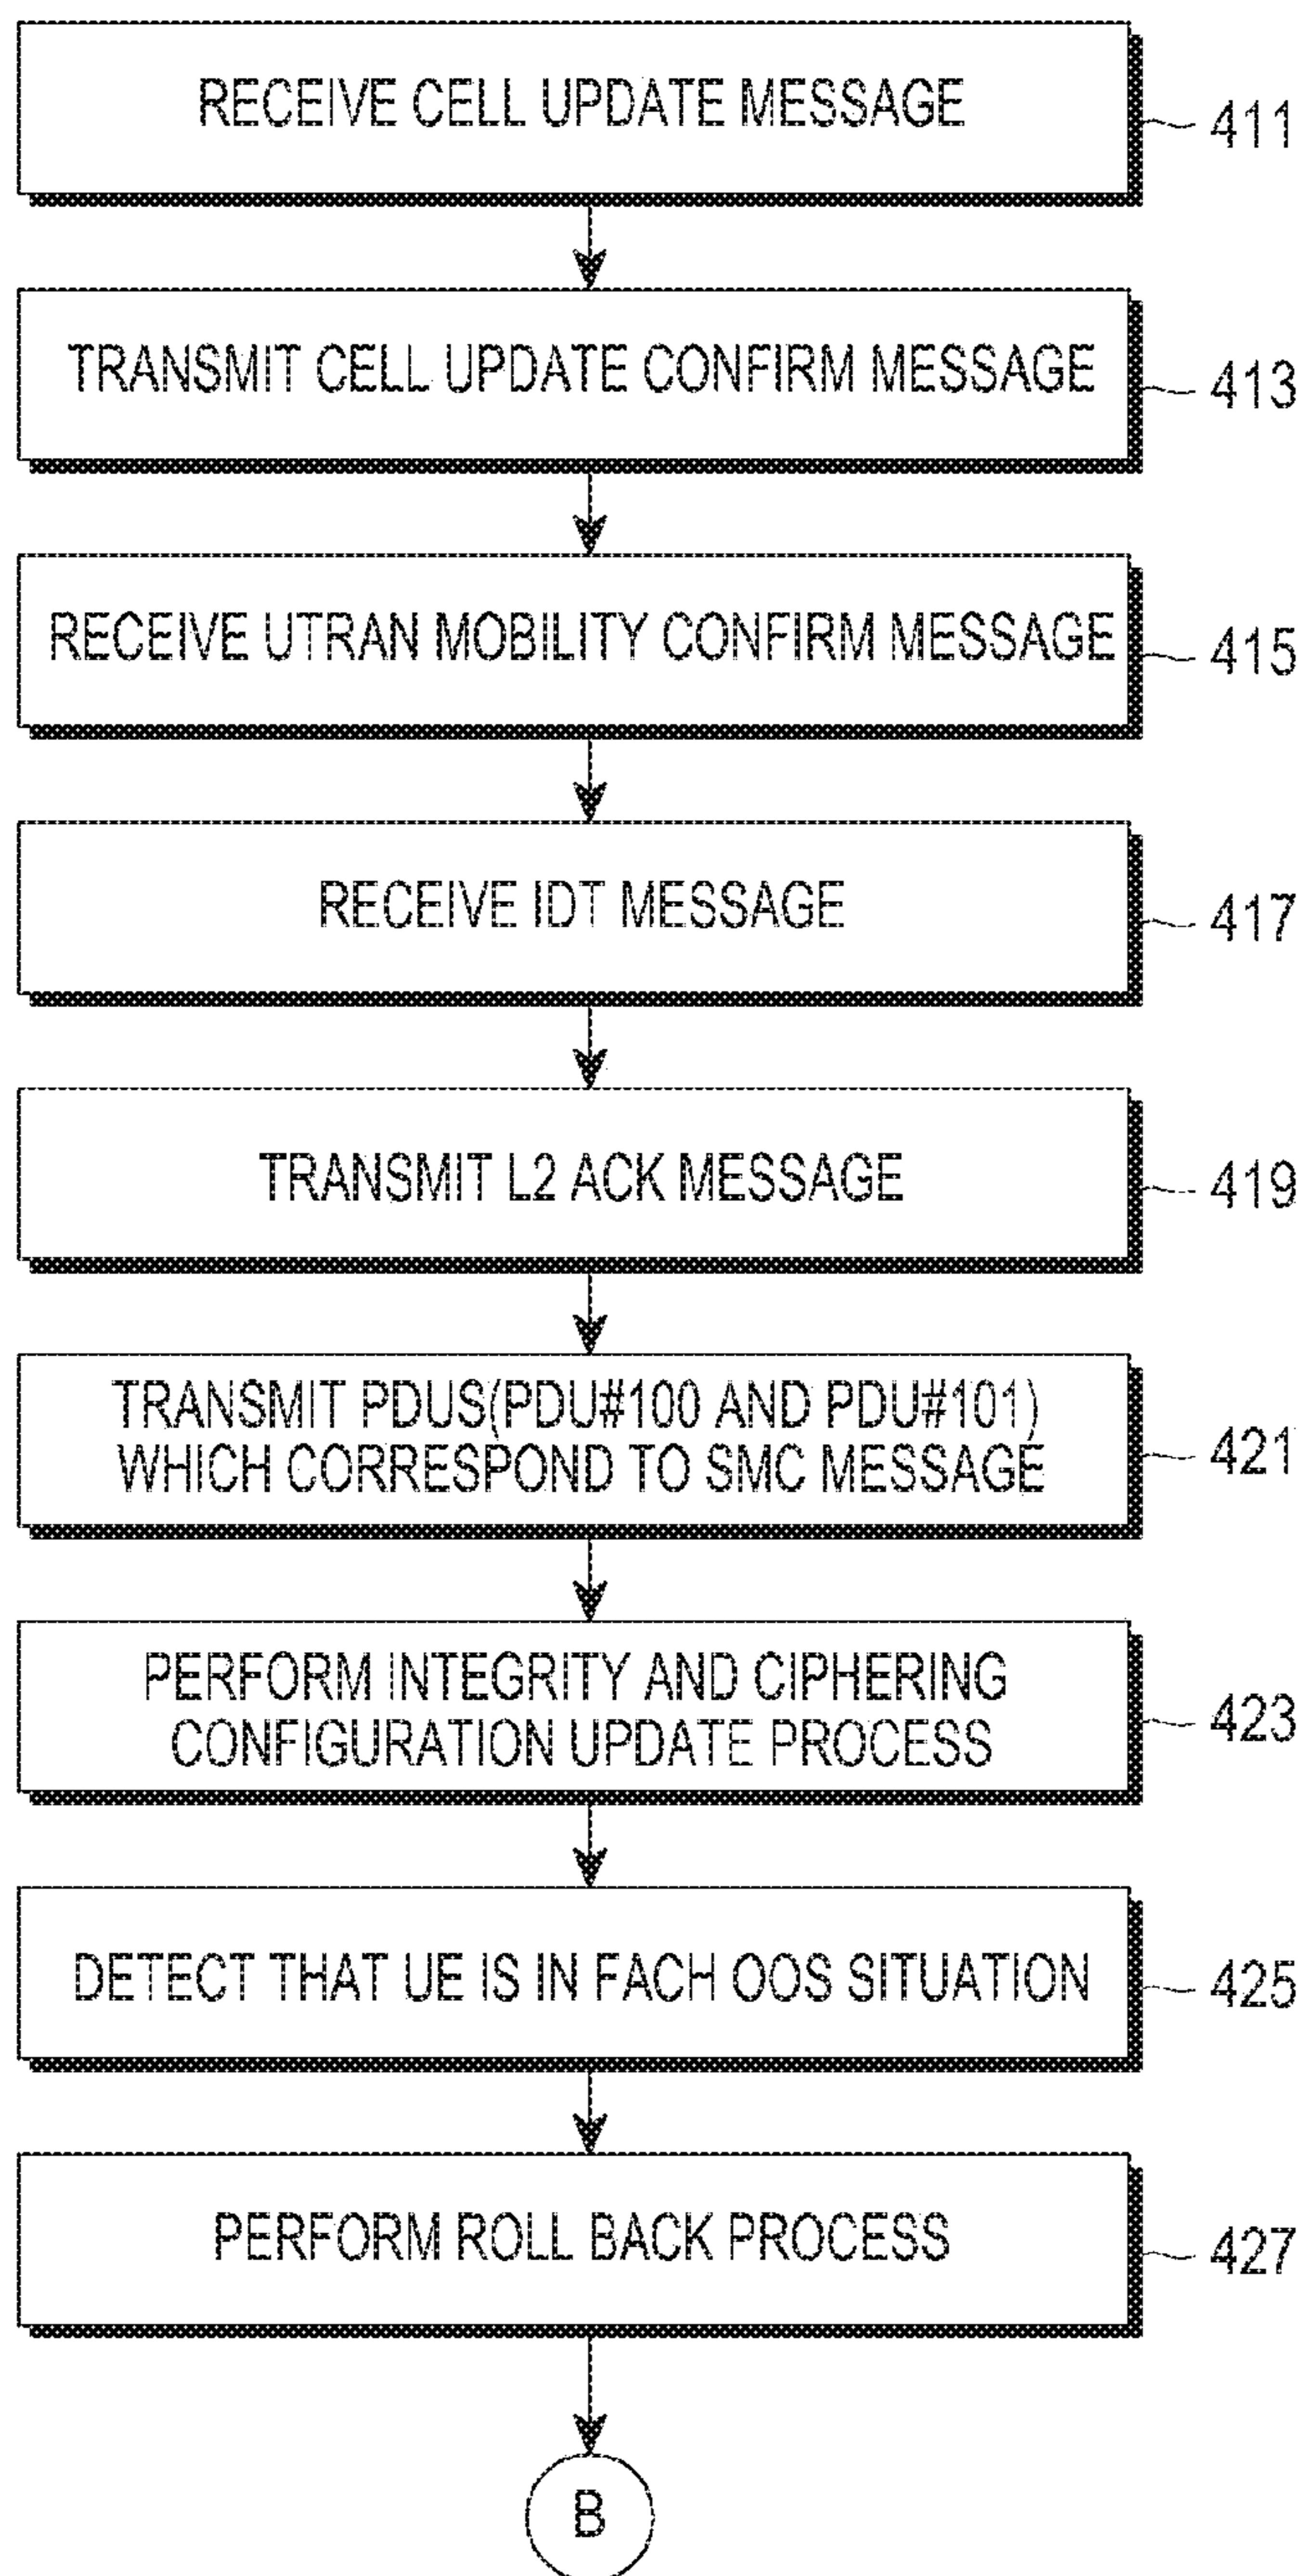 RECEIVE CELL UPDATE MESSAGE
411
TRANSMIT CELL UPDATE CONFIRM MESSAGE
413
RECEIVE UTRAN MOBILITY CONFIRM MESSAGE
415
RECEIVE IDT MESSAGE
417
TRANSMIT L2 ACK MESSAGE
419
TRANSMIT PDUS(PDU#100 AND PDU#101)
WHICH CORRESPOND TO SMC MESSAGE
421
PERFORM INTEGRITY AND CIPHERING
CONFIGURATION UPDATE PROCESS
423
DETECT THAT UE IS IN FACH OOS SITUATION
425
PERFORM ROLL BACK PROCESS
427
B